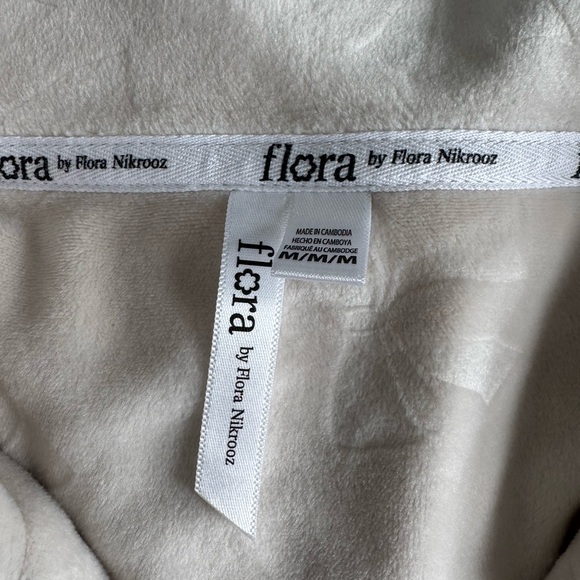 flora by Flora Nikrooz
flora by Flora Nikrooz
MADE IN CAMBODIA
HECHO EN CAMBOYA
FABRIQUÉ AU CAMBODGE
M/M/M
flora by Flora Nikrooz